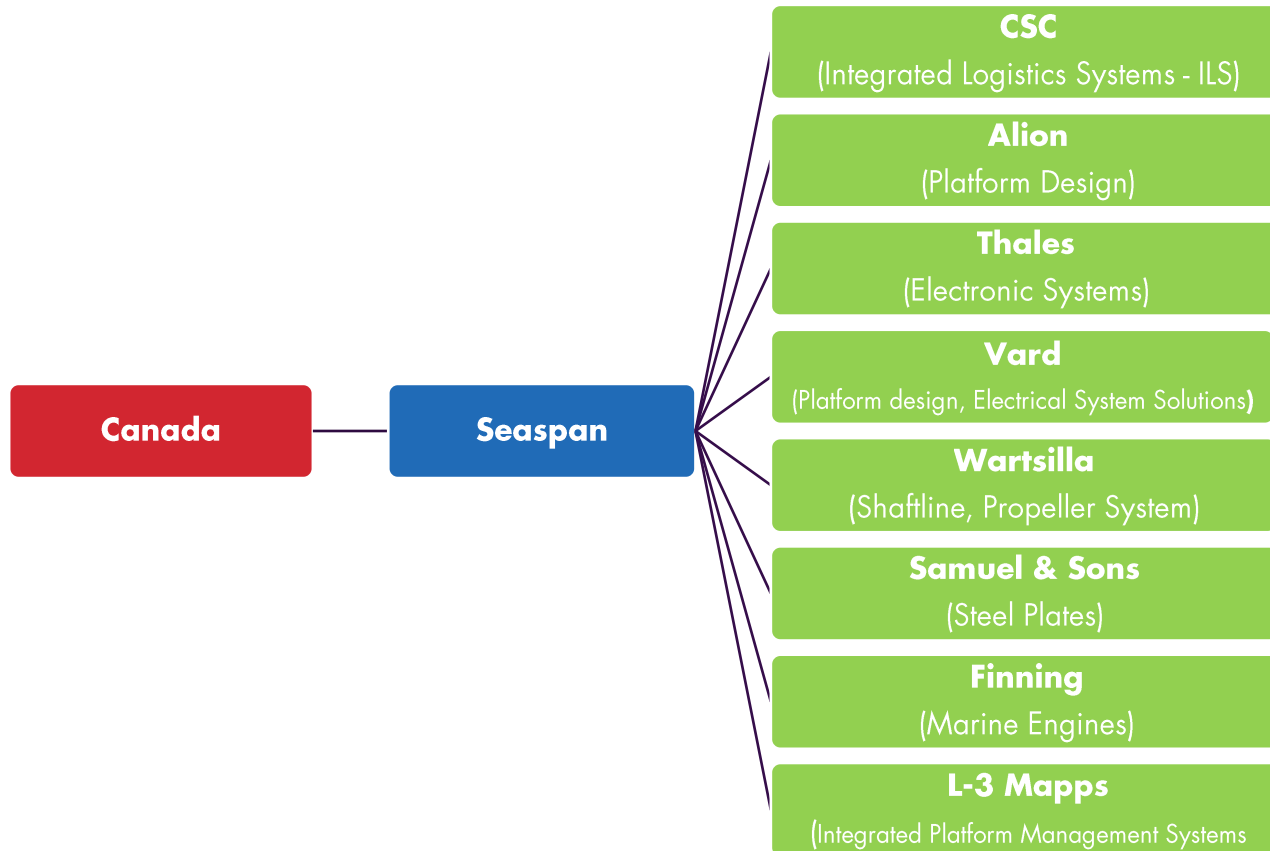 Canada
Seaspan
CSC
(Integrated Logistics Systems - ILS)
Alion
(Platform Design)
Thales
(Electronic Systems)
Vard
(Platform design, Electrical System Solutions)
Wartsilla
(Shaftline, Propeller System)
Samuel & Sons
(Steel Plates)
Finning
(Marine Engines)
L-3 Mapps
(Integrated Platform Management Systems